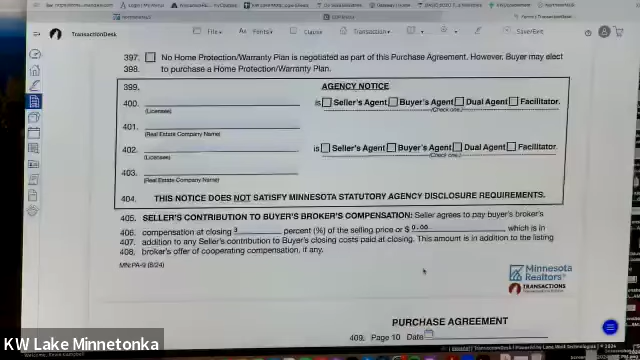 TransactionDesk
File Fonts Clause Transaction Save/Exit
397. No Home Protection/Warranty Plan is negotiated as part of this Purchase Agreement. However, Buyer may elect
398. to purchase a Home Protection/Warranty Plan.
399. AGENCY NOTICE
400. is Seller's Agent Buyer's Agent Dual Agent Facilitator.
(Licensee) (Check one.)
401.
(Real Estate Company Name)
402. is Seller's Agent Buyer's Agent Dual Agent Facilitator.
(Licensee) (Check one.)
403.
(Real Estate Company Name)
404. THIS NOTICE DOES NOT SATISFY MINNESOTA STATUTORY AGENCY DISCLOSURE REQUIREMENTS.
405. SELLER'S CONTRIBUTION TO BUYER'S BROKER'S COMPENSATION: Seller agrees to pay buyer's broker's
406. compensation at closing 3 percent (%) of the selling price or $ 0.00 which is in
407. addition to any Seller's contribution to Buyer's closing costs paid at closing. This amount is in addition to the listing
408. broker's offer of cooperating compensation, if any.
MN:PA-9 (8/24)
Minnesota
Realtors®
TRANSACTIONS
PURCHASE AGREEMENT
409. Page 10 Date
KW Lake Minnetonka